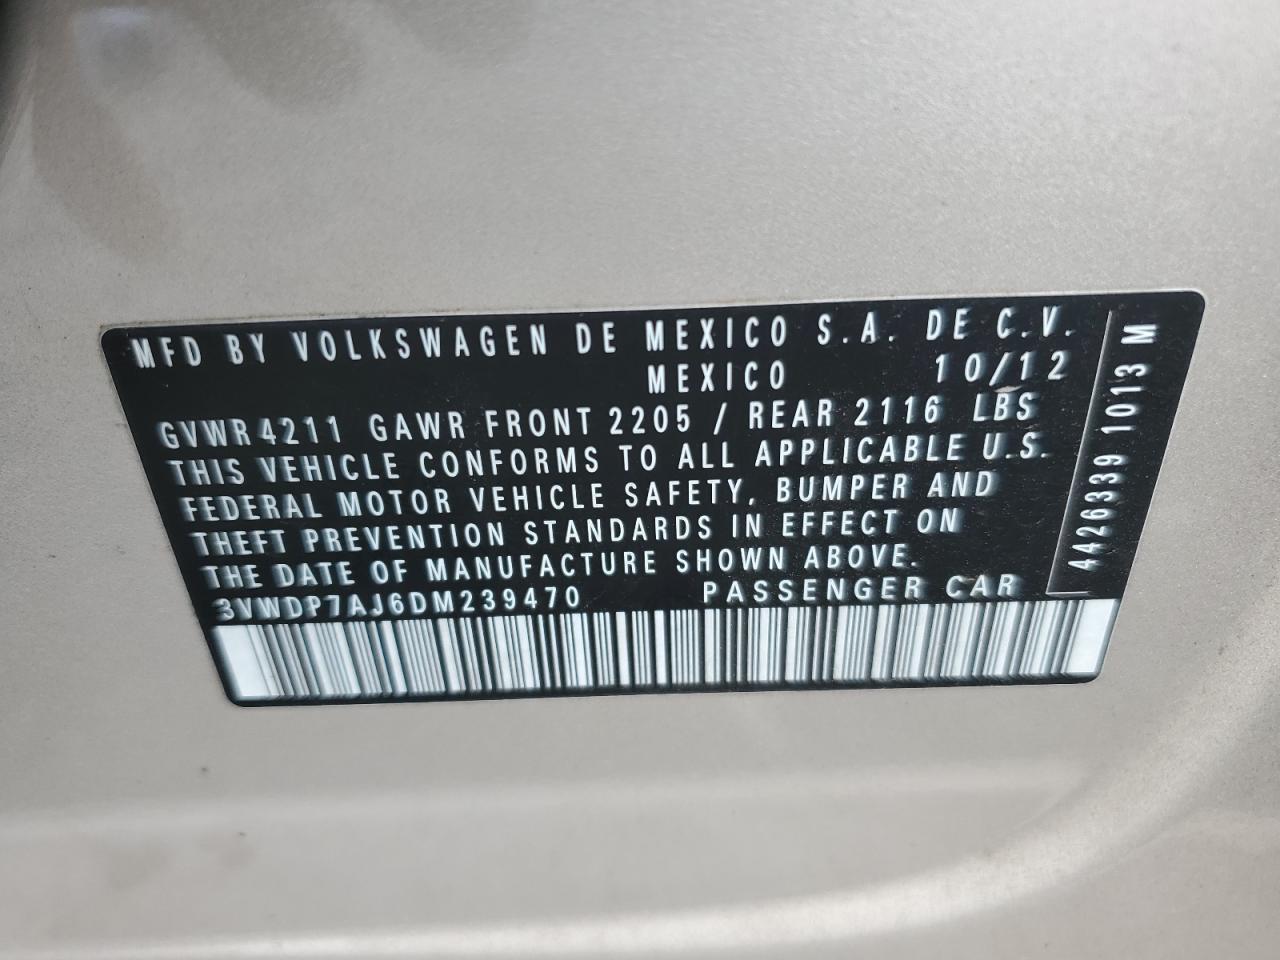 MFD BY VOLKSWAGEN DE MEXICO S.A. DE C.V.
MEXICO 10/12
GVWR 4211 GAWR FRONT 2205 / REAR 2116 LBS
THIS VEHICLE CONFORMS TO ALL APPLICABLE U.S.
FEDERAL MOTOR VEHICLE SAFETY, BUMPER AND
THEFT PREVENTION STANDARDS IN EFFECT ON
THE DATE OF MANUFACTURE SHOWN ABOVE.
3VWDP7AJ6DM239470 PASSENGER CAR
4426339 1013 M